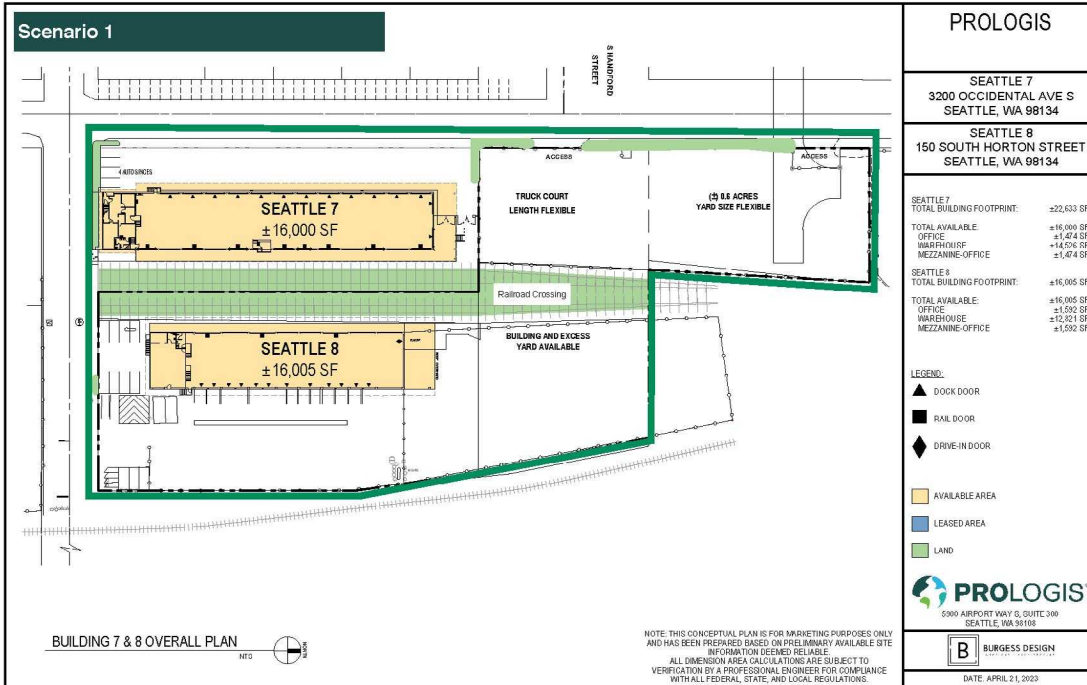 Scenario 1
S HANDFORD
STREET
4 AUTO SPACES
SEATTLE 7
±16,000 SF
ACCESS
ACCESS
TRUCK COURT
LENGTH FLEXIBLE
(±) 0.6 ACRES
YARD SIZE FLEXIBLE
Railroad Crossing
SEATTLE 8
±16,005 SF
BUILDING AND EXCESS
YARD AVAILABLE
BUILDING 7 & 8 OVERALL PLAN
NTS
NOTE: THIS CONCEPTUAL PLAN IS FOR MARKETING PURPOSES ONLY
AND HAS BEEN PREPARED BASED ON PRELIMINARY AVAILABLE SITE
INFORMATION DEEMED RELIABLE.
ALL DIMENSION AREA CALCULATIONS ARE SUBJECT TO
VERIFICATION BY A PROFESSIONAL ENGINEER FOR COMPLIANCE
WITH ALL FEDERAL, STATE, AND LOCAL REGULATIONS.
PROLOGIS
SEATTLE 7
3200 OCCIDENTAL AVE S
SEATTLE, WA 98134
SEATTLE 8
150 SOUTH HORTON STREET
SEATTLE, WA 98134
SEATTLE 7
TOTAL BUILDING FOOTPRINT: ±22,633 SF
TOTAL AVAILABLE: ±16,000 SF
OFFICE ±1,474 SF
WAREHOUSE ±14,526 SF
MEZZANINE-OFFICE ±1,474 SF
SEATTLE 8
TOTAL BUILDING FOOTPRINT: ±16,005 SF
TOTAL AVAILABLE: ±16,005 SF
OFFICE ±1,592 SF
WAREHOUSE ±12,821 SF
MEZZANINE-OFFICE ±1,592 SF
LEGEND:
DOCK DOOR
RAIL DOOR
DRIVE-IN DOOR
AVAILABLE AREA
LEASED AREA
LAND
PROLOGIS
5900 AIRPORT WAY S, SUITE 300
SEATTLE, WA 98108
B BURGESS DESIGN
DATE: APRIL 21, 2023